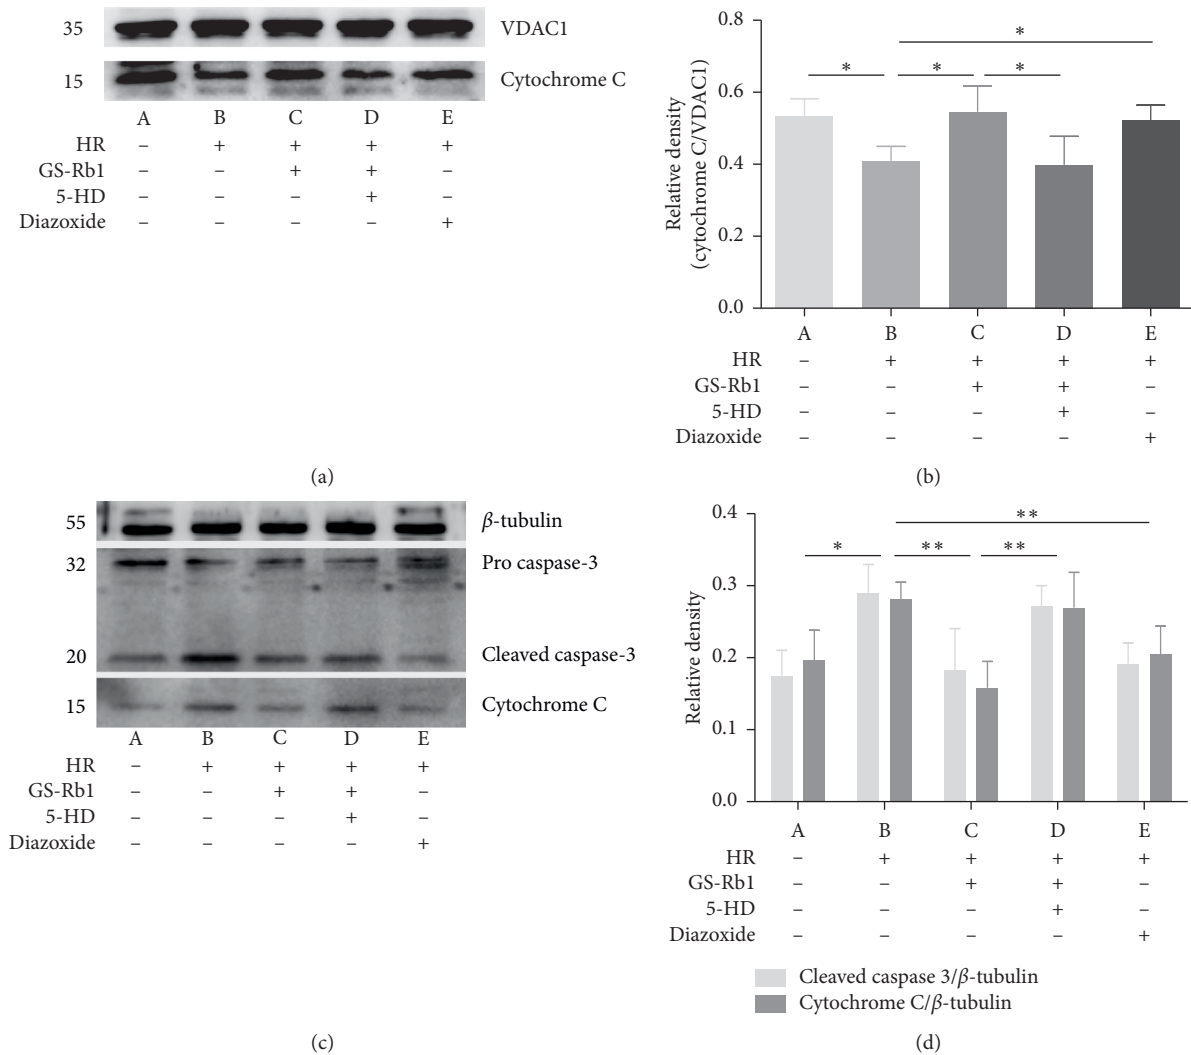 35 VDAC1
15 Cytochrome C
A B C D E
HR – + + + +
GS-Rb1 – – + + –
5-HD – – – + –
Diazoxide – – – – +
(a)
Relative density
(cytochrome C/VDAC1)
0.8
0.6
0.4
0.2
0.0
*
* * *
A B C D E
HR – + + + +
GS-Rb1 – – + + –
5-HD – – – + –
Diazoxide – – – – +
(b)
55 β-tubulin
32 Pro caspase-3
20 Cleaved caspase-3
15 Cytochrome C
A B C D E
HR – + + + +
GS-Rb1 – – + + –
5-HD – – – + –
Diazoxide – – – – +
(c)
Relative density
0.4
0.3
0.2
0.1
0.0
**
* ** **
A B C D E
HR – + + + +
GS-Rb1 – – + + –
5-HD – – – + –
Diazoxide – – – – +
Cleaved caspase 3/β-tubulin
Cytochrome C/β-tubulin
(d)